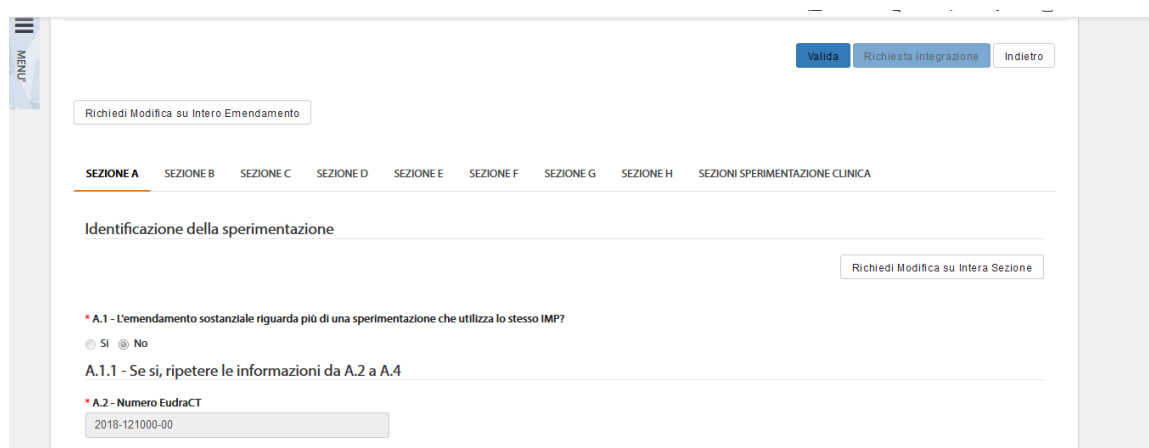 MENU'
Valida Richiesta Integrazione Indietro
Richiedi Modifica su Intero Emendamento
SEZIONE A SEZIONE B SEZIONE C SEZIONE D SEZIONE E SEZIONE F SEZIONE G SEZIONE H SEZIONI SPERIMENTAZIONE CLINICA
Identificazione della sperimentazione
Richiedi Modifica su Intera Sezione
* A.1 - L'emendamento sostanziale riguarda più di una sperimentazione che utilizza lo stesso IMP?
Si No
A.1.1 - Se si, ripetere le informazioni da A.2 a A.4
* A.2 - Numero EudraCT
2018-121000-00